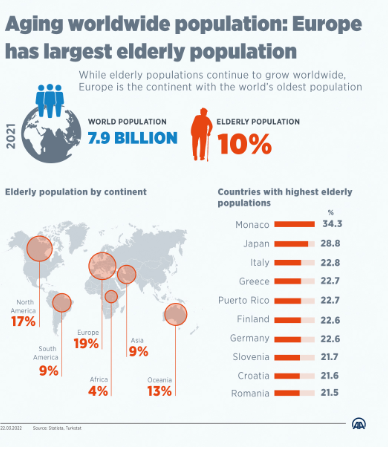 Aging worldwide population: Europe
has largest elderly population
While elderly populations continue to grow worldwide,
Europe is the continent with the world's oldest population
2021
WORLD POPULATION
7.9 BILLION
ELDERLY POPULATION
10%
Elderly population by continent
North
America
17%
South
America
9%
Europe
19%
Africa
4%
Asia
9%
Oceania
13%
Countries with highest elderly
populations
%
Monaco 34.3
Japan 28.8
Italy 22.8
Greece 22.7
Puerto Rico 22.7
Finland 22.6
Germany 22.6
Slovenia 21.7
Croatia 21.6
Romania 21.5
22.03.2022 Source: Statista, Turkstat
AA